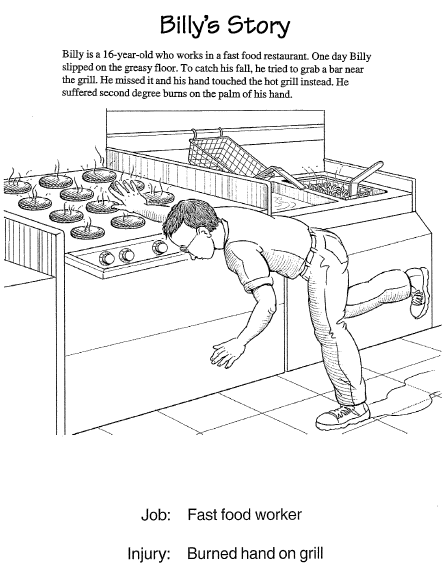 Billy's Story
Billy is a 16-year-old who works in a fast food restaurant. One day Billy
slipped on the greasy floor. To catch his fall, he tried to grab a bar near
the grill. He missed it and his hand touched the hot grill instead. He
suffered second degree burns on the palm of his hand.
Job: Fast food worker
Injury: Burned hand on grill